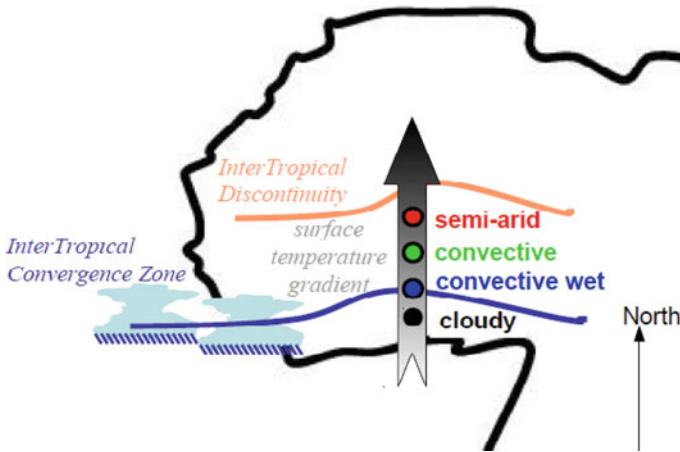 InterTropical
Discontinuity
semi-arid
surface
temperature
gradient
convective
InterTropical
Convergence Zone
convective wet
cloudy
North